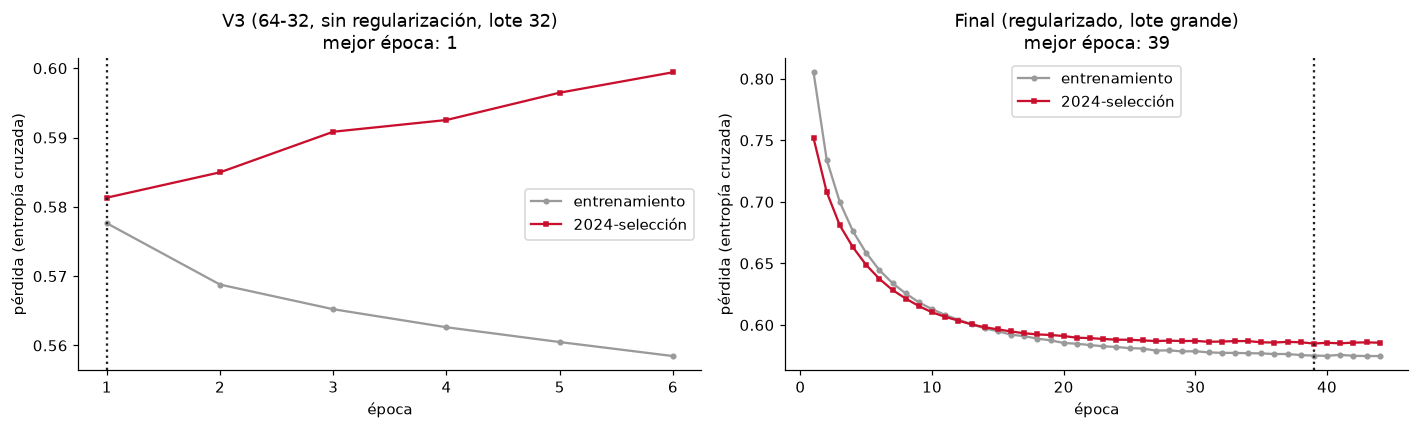 V3 (64-32, sin regularización, lote 32)
mejor época: 1
pérdida (entropía cruzada)
0.60
0.59
0.58
0.57
0.56
entrenamiento
2024-selección
1
2
3
4
5
6
época
Final (regularizado, lote grande)
mejor época: 39
pérdida (entropía cruzada)
0.80
0.75
0.70
0.65
0.60
entrenamiento
2024-selección
0
10
20
30
40
época